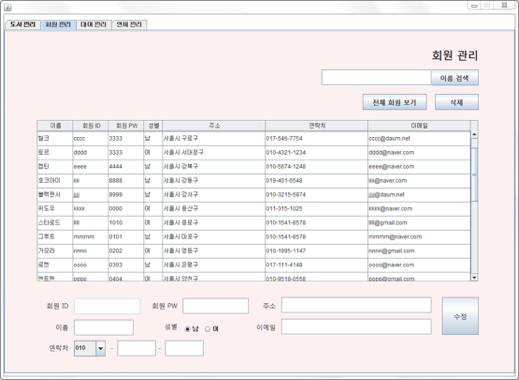 도서 관리 회원 관리 대여 관리 연체 관리
회원 관리
이름 검색
전체 회원 보기 삭제
이름 회원 ID 회원 PW 성별 주소 연락처 이메일
헐크 cccc 3333 남 서울시 구로구 017-546-7754 cccc@daum.net
토르 dddd 3333 여 서울시 서대문구 010-4321-1234 dddd@naver.com
캡틴 eeee 4444 남 서울시 강북구 010-5874-1248 eeee@naver.com
호크아이 iiii 8888 남 서울시 강동구 019-401-6548 iiii@naver.com
블랙팬서 jjjj 9999 남 서울시 강서구 010-3215-5874 jjjj@daum.net
위도우 kkkk 0000 여 서울시 용산구 011-315-1025 kkkk@naver.com
스타로드 llll 1010 여 서울시 종로구 010-1541-8578 llll@gmail.com
그루트 mmmm 0101 남 서울시 마포구 010-1541-8578 mmmm@naver.com
가모라 nnnn 0202 여 서울시 영등구 010-1995-1147 nnnn@gmail.com
로켓 oooo 0303 남 서울시 은평구 017-111-4148 oooo@naver.com
pppp 0404 여 서울시 양천구 010-9518-0558 pppp@gmail.com
회원 ID 회원 PW 주소 수정
이름 성별 남 여 이메일
연락처 010 - -